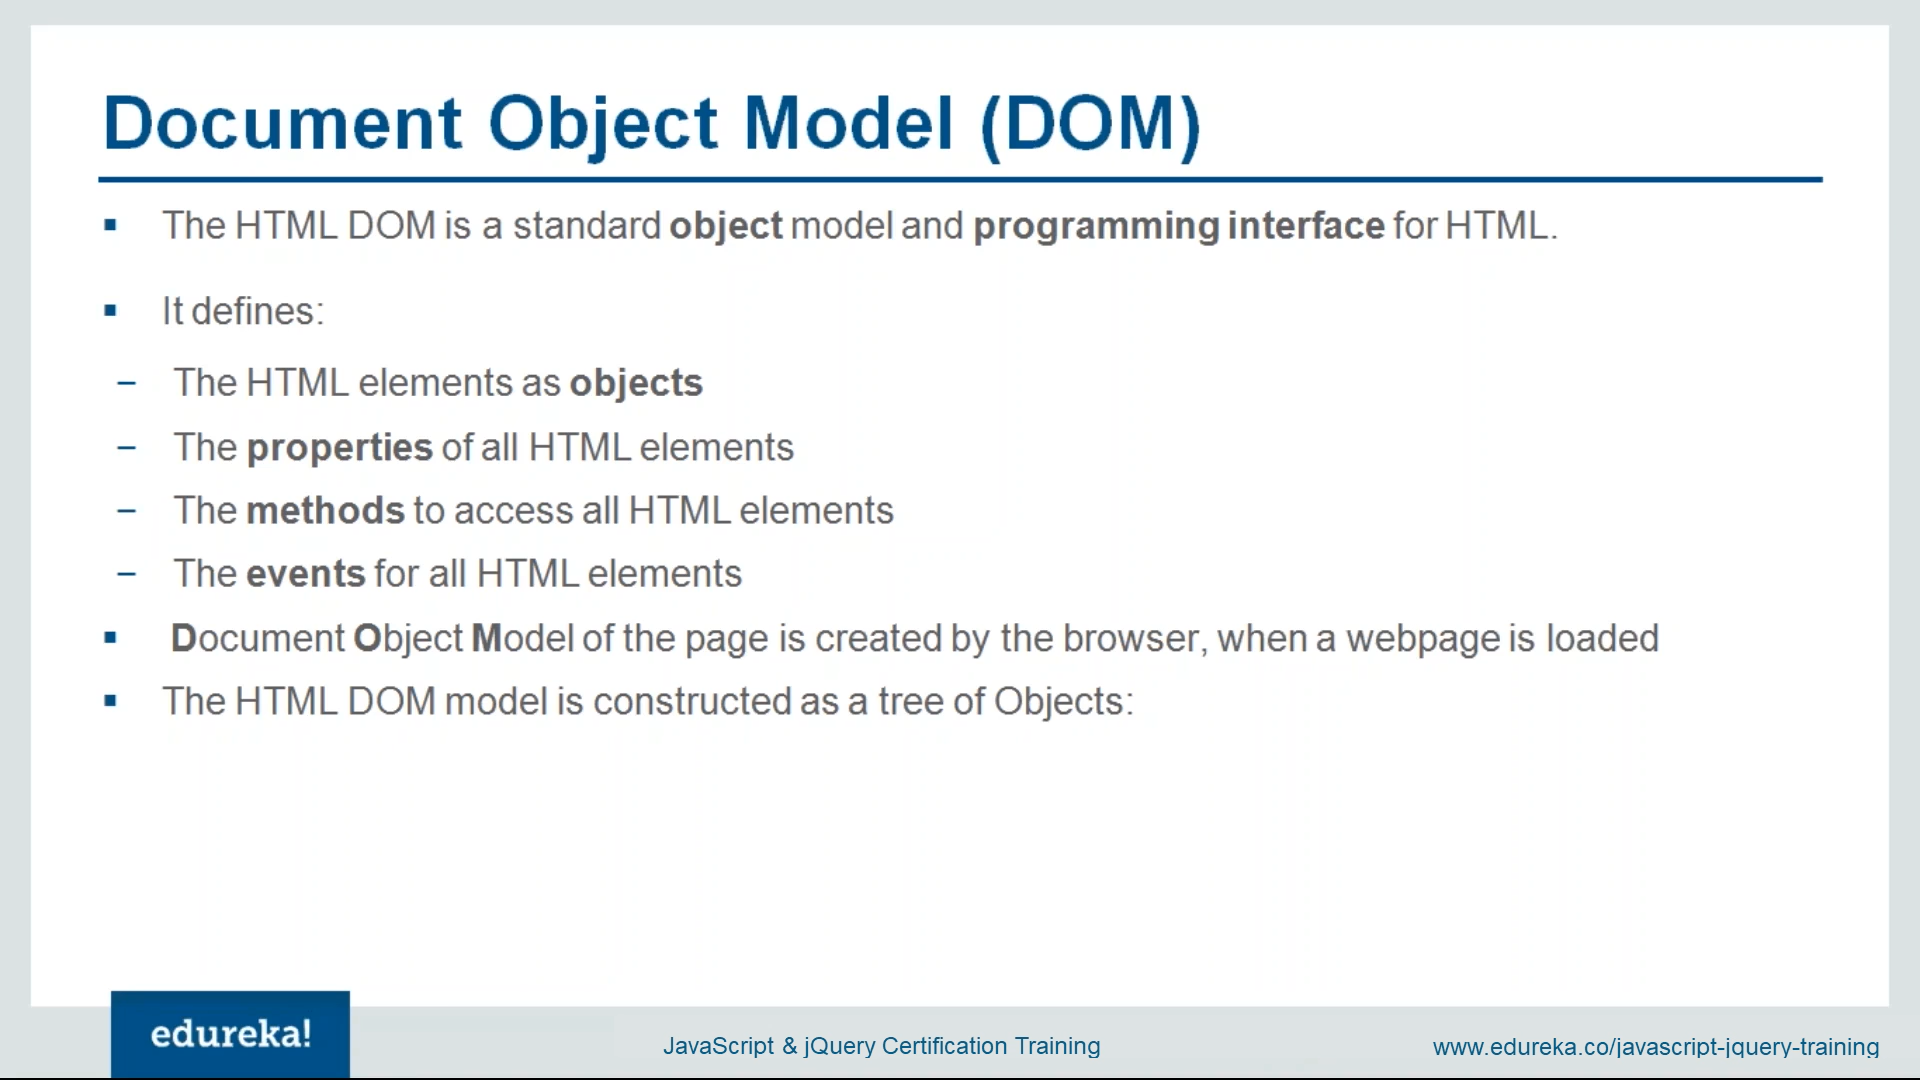 Document Object Model (DOM)
▪ The HTML DOM is a standard object model and programming interface for HTML.
▪ It defines:
– The HTML elements as objects
– The properties of all HTML elements
– The methods to access all HTML elements
– The events for all HTML elements
▪ Document Object Model of the page is created by the browser, when a webpage is loaded
▪ The HTML DOM model is constructed as a tree of Objects:
edureka!
JavaScript & jQuery Certification Training
www.edureka.co/javascript-jquery-training